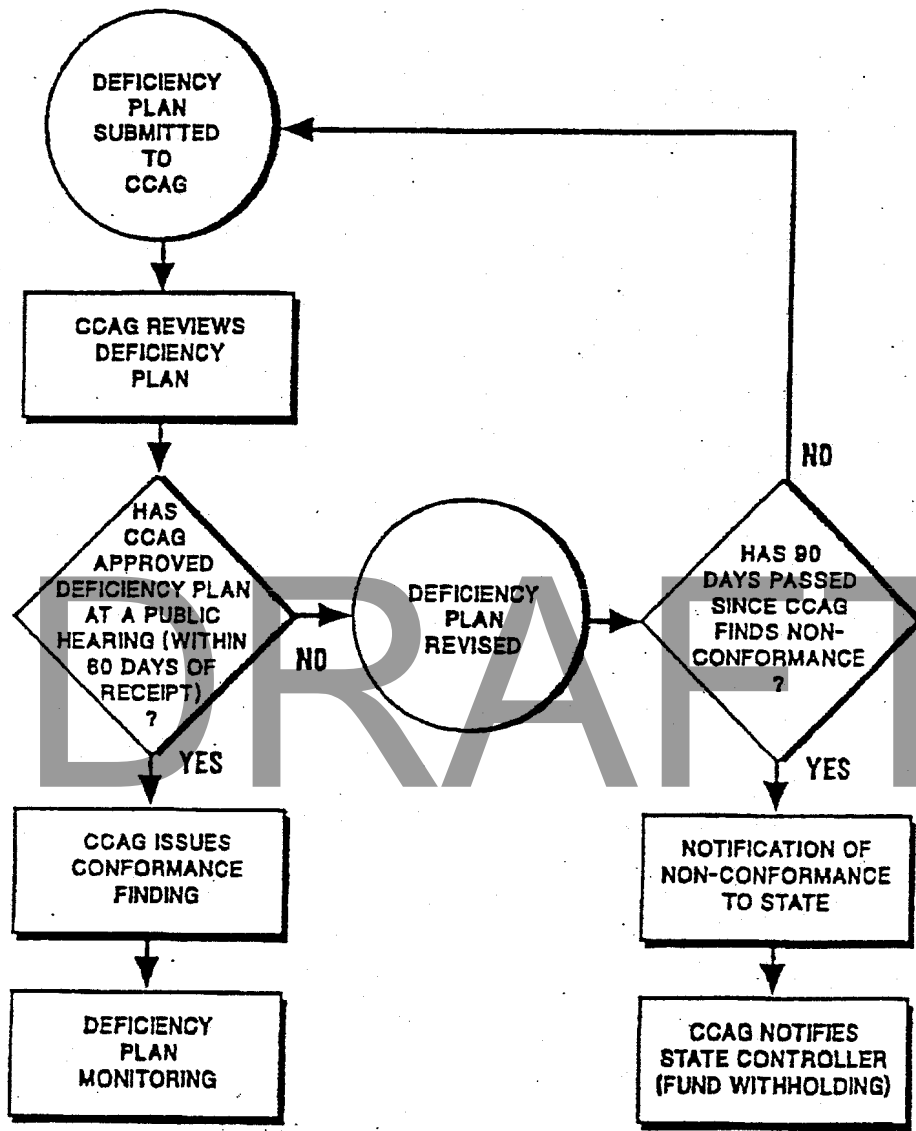 DEFICIENCY
PLAN
SUBMITTED
TO
CCAG
CCAG REVIEWS
DEFICIENCY
PLAN
HAS
CCAG
APPROVED
DEFICIENCY PLAN
AT A PUBLIC
HEARING (WITHIN
60 DAYS OF
RECEIPT)
?
NO
YES
DEFICIENCY
PLAN
REVISED
HAS 90
DAYS PASSED
SINCE CCAG
FINDS NON-
CONFORMANCE
?
NO
YES
CCAG ISSUES
CONFORMANCE
FINDING
DEFICIENCY
PLAN
MONITORING
NOTIFICATION OF
NON-CONFORMANCE
TO STATE
CCAG NOTIFIES
STATE CONTROLLER
(FUND WITHHOLDING)
DRAFT